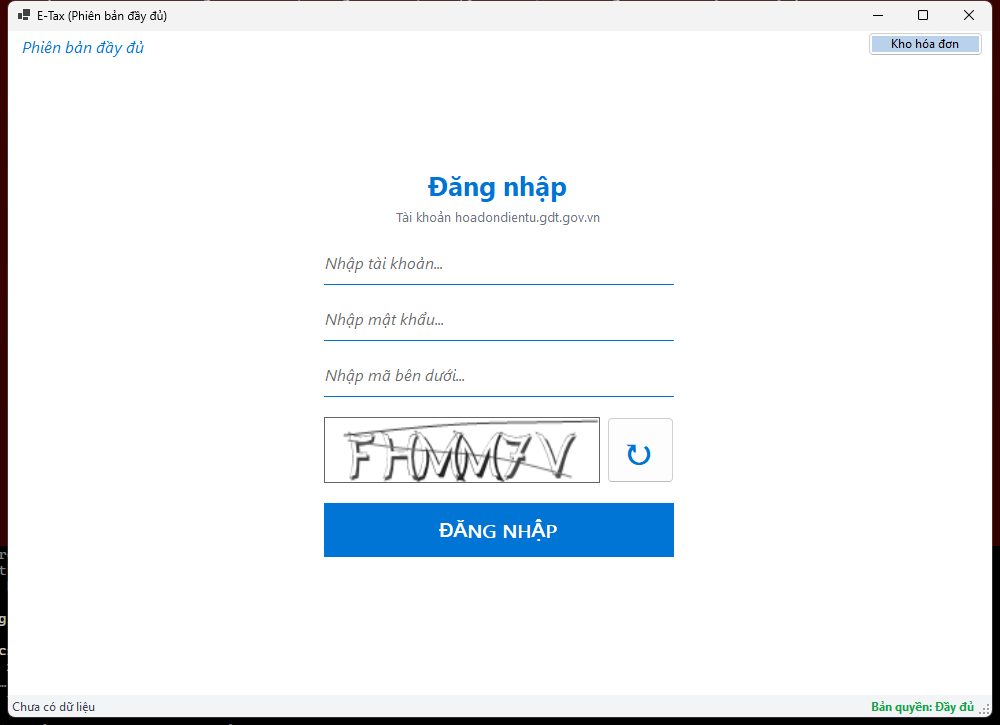 E-Tax (Phiên bản đầy đủ)
Phiên bản đầy đủ
Kho hóa đơn
Đăng nhập
Tài khoản hoadondientu.gdt.gov.vn
Nhập tài khoản...
Nhập mật khẩu...
Nhập mã bên dưới...
ĐĂNG NHẬP
Chưa có dữ liệu
Bản quyền: Đầy đủ